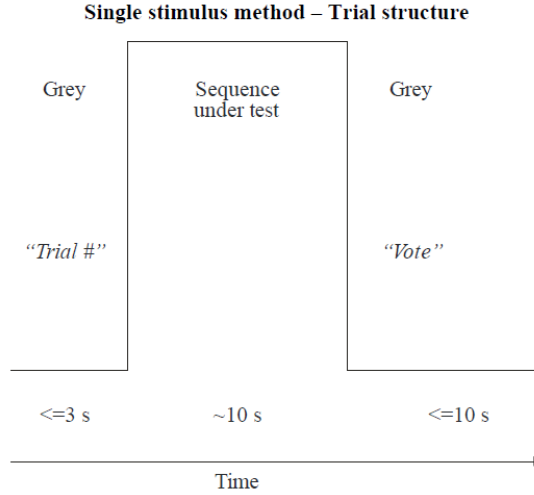 Single stimulus method – Trial structure
Grey
Sequence
under test
Grey
“Trial #”
“Vote”
<=3 s
~10 s
<=10 s
Time